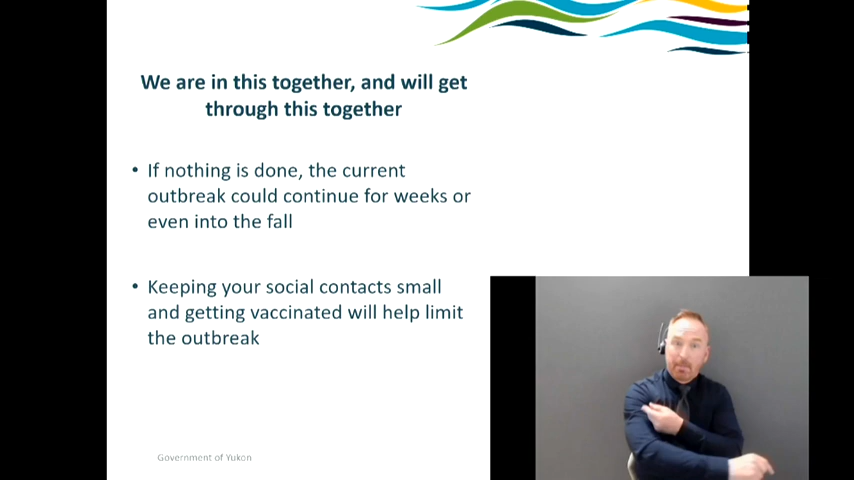 We are in this together, and will get
through this together
• If nothing is done, the current
outbreak could continue for weeks or
even into the fall
• Keeping your social contacts small
and getting vaccinated will help limit
the outbreak
Government of Yukon